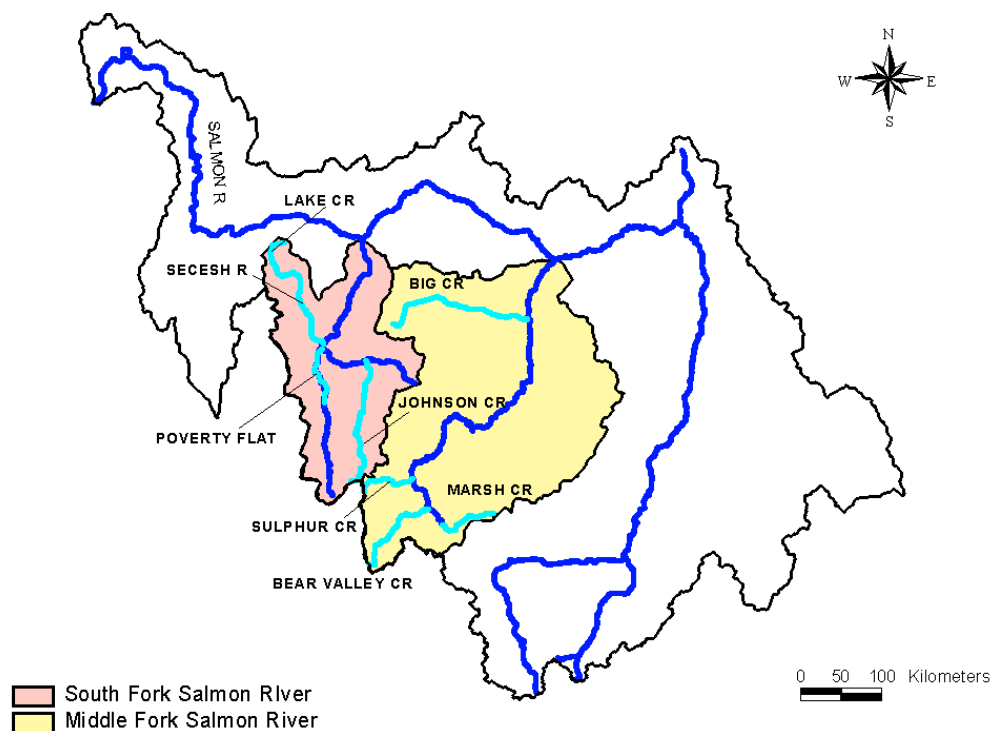 N
W E
S
SALMON R
LAKE CR
SECESH R
BIG CR
JOHNSON CR
POVERTY FLAT
MARSH CR
SULPHUR CR
BEAR VALLEY CR
0 50 100 Kilometers
South Fork Salmon RIver
Middle Fork Salmon River